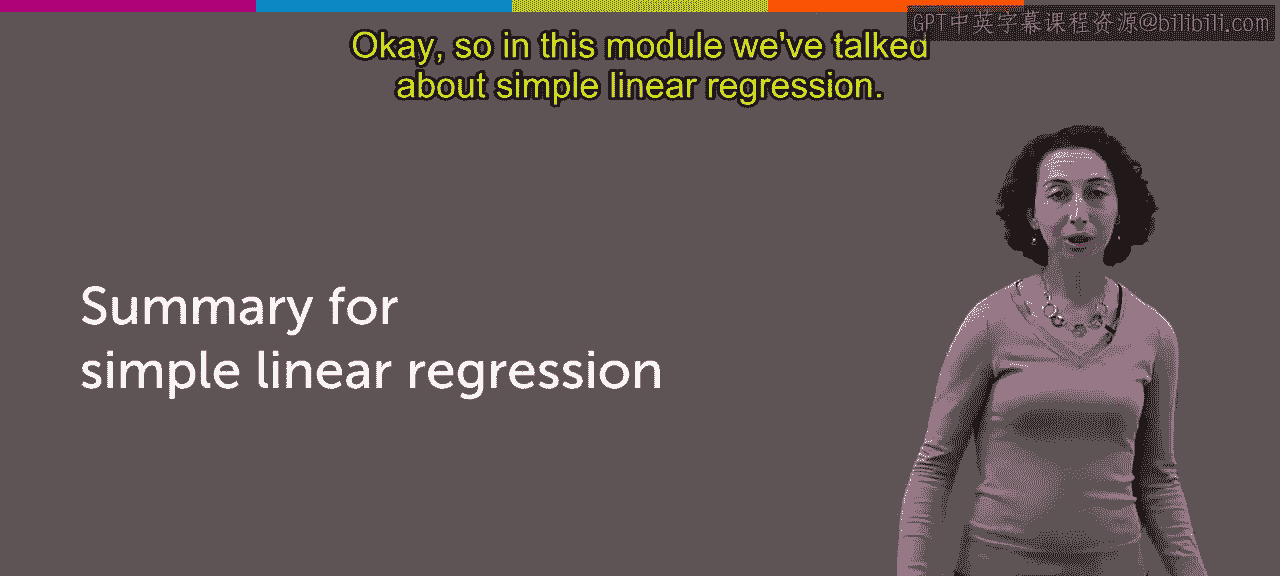 GPT中英字幕课程资源@bilibili.com
Okay, so in this module we've talked
about simple linear regression.
Summary for
simple linear regression